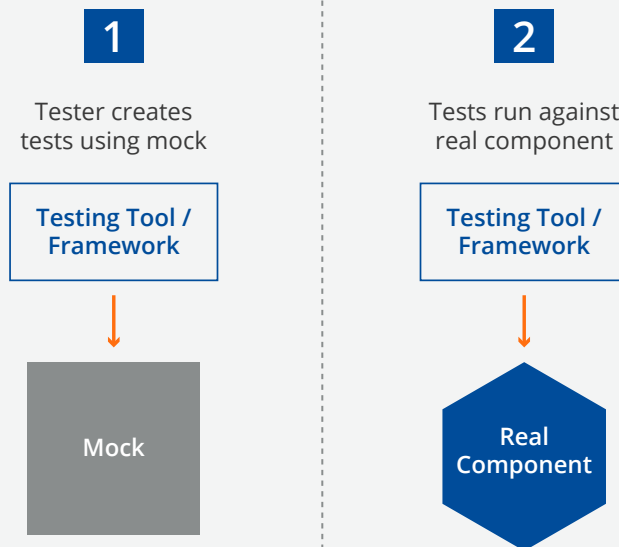 1
Tester creates
tests using mock
Testing Tool /
Framework
Mock
2
Tests run against
real component
Testing Tool /
Framework
Real
Component